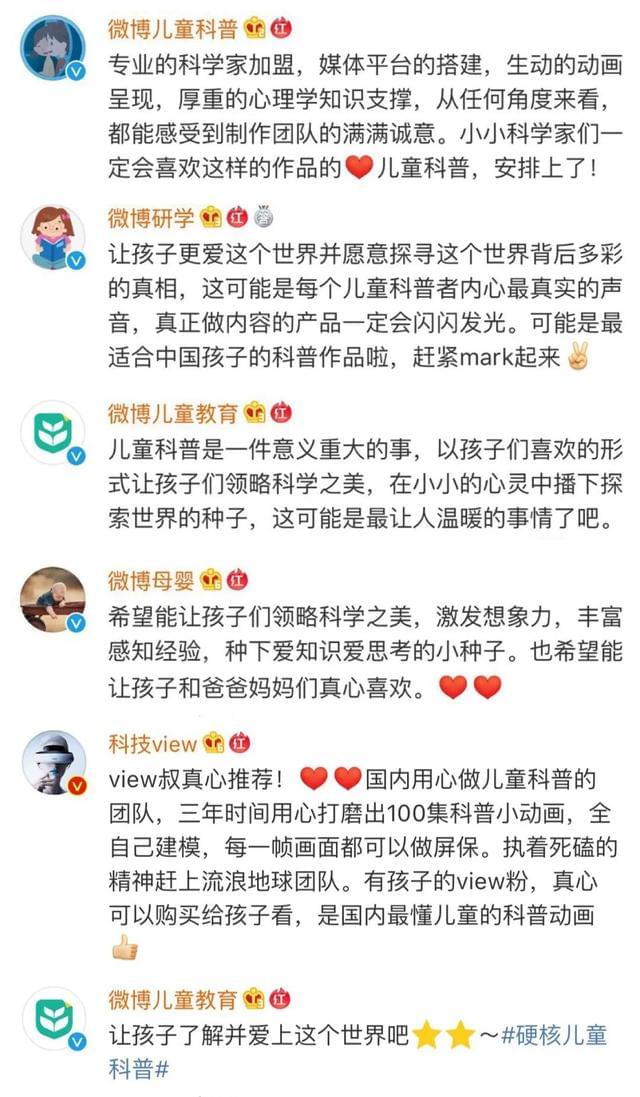 微博儿童科普
专业的科学家加盟，媒体平台的搭建，生动的动画
呈现，厚重的心理学知识支撑，从任何角度来看，
都能感受到制作团队的满满诚意。小小科学家们一
定会喜欢这样的作品的❤️儿童科普，安排上了！
微博研学
让孩子更爱这个世界并愿意探寻这个世界背后多彩
的真相，这可能是每个儿童科普者内心最真实的声
音，真正做内容的产品一定会闪闪发光。可能是最
适合中国孩子的科普作品啦，赶紧mark起来✌🏻
微博儿童教育
儿童科普是一件意义重大的事，以孩子们喜欢的形
式让孩子们领略科学之美，在小小的心灵中播下探
索世界的种子，这可能是最让人温暖的事情了吧。
微博母婴
希望能让孩子们领略科学之美，激发想象力，丰富
感知经验，种下爱知识爱思考的小种子。也希望能
让孩子和爸爸妈妈们真心喜欢。❤️❤️
科技view
view叔真心推荐！❤️❤️国内用心做儿童科普的
团队，三年时间用心打磨出100集科普小动画，全
自己建模，每一帧画面都可以做屏保。执着死磕的
精神赶上流浪地球团队。有孩子的view粉，真心
可以购买给孩子看，是国内最懂儿童的科普动画
👍🏻
微博儿童教育
让孩子了解并爱上这个世界吧⭐⭐～#硬核儿童
科普#